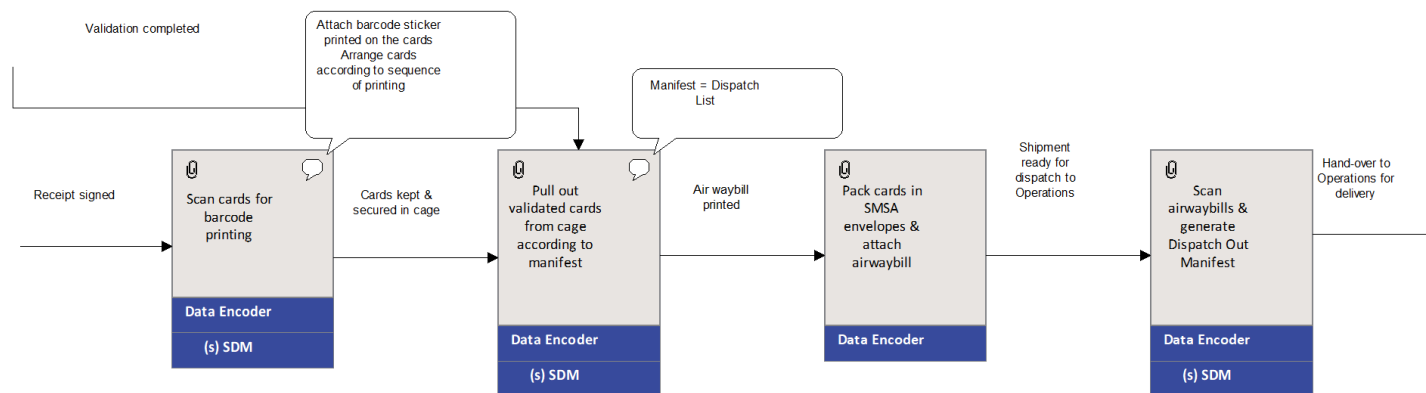 Validation completed
Attach barcode sticker
printed on the cards
Arrange cards
according to sequence
of printing
Manifest = Dispatch
List
Receipt signed
Scan cards for
barcode
printing
Data Encoder
(s) SDM
Cards kept &
secured in cage
Pull out
validated cards
from cage
according to
manifest
Data Encoder
(s) SDM
Air waybill
printed
Pack cards in
SMSA
envelopes &
attach
airwaybill
Data Encoder
Shipment
ready for
dispatch to
Operations
Scan
airwaybills &
generate
Dispatch Out
Manifest
Data Encoder
(s) SDM
Hand-over to
Operations for
delivery